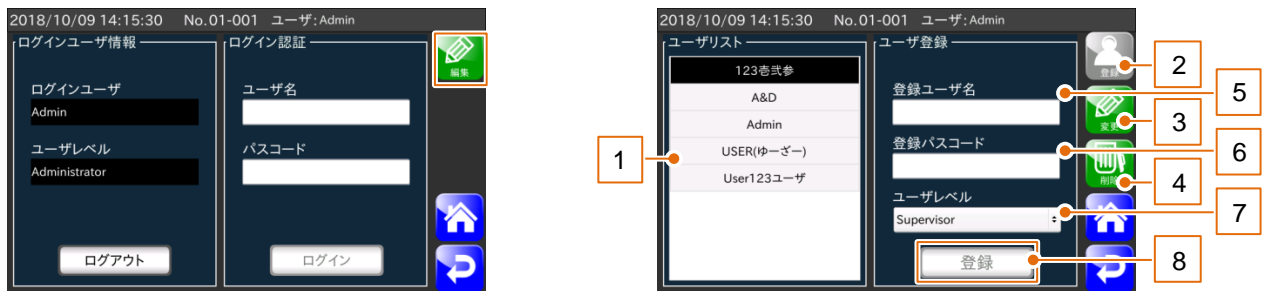 2018/10/09 14:15:30 No.01-001 ユーザ:Admin
ログインユーザ情報
ログインユーザ
Admin
ユーザレベル
Administrator
ログアウト
ログイン認証
ユーザ名
パスコード
ログイン
編集
2018/10/09 14:15:30 No.01-001 ユーザ:Admin
ユーザリスト
123壱弐参
A&D
Admin
USER(ゆーざー)
User123ユーザ
ユーザ登録
登録ユーザ名
登録パスコード
ユーザレベル
Supervisor
登録
登録
変更
削除
1
2
5
3
6
4
7
8